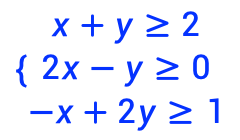 x + y ≥ 2
{ 2x − y ≥ 0
−x + 2y ≥ 1